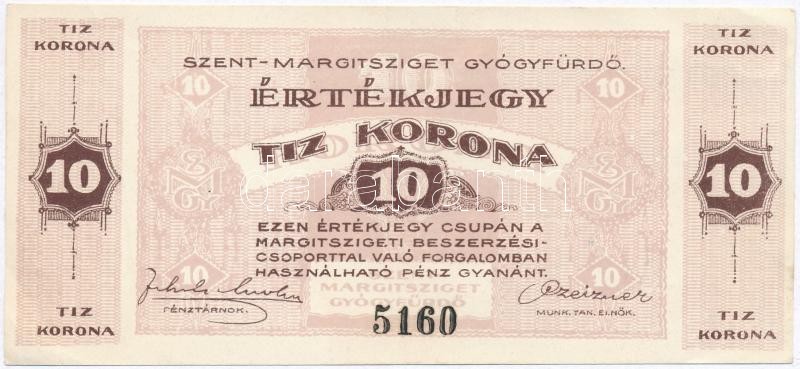 TIZ
KORONA
10
TIZ
KORONA
SZENT-MARGITSZIGET GYÓGYFÜRDŐ.
ÉRTÉKJEGY
TIZ KORONA
10
10
10
10
EZEN ÉRTÉKJEGY CSUPÁN A
MARGITSZIGETI BESZERZÉSI-
CSOPORTTAL VALÓ FORGALOMBAN
HASZNÁLHATÓ PÉNZ GYANÁNT.
10
10
MARGITSZIGET
GYÓGYFÜRDŐ
PÉNZTÁRNOK.
5160
MUNK. TAN. ELNÖK.
TIZ
KORONA
10
TIZ
KORONA